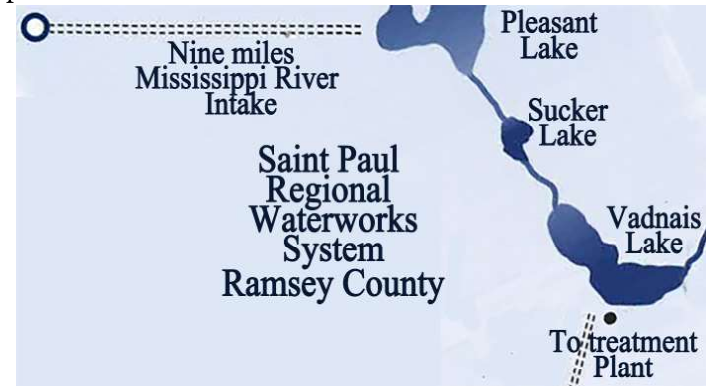 Pleasant
Lake
Nine miles
Mississippi River
Intake
Sucker
Lake
Saint Paul
Regional
Waterworks
System
Ramsey County
Vadnais
Lake
To treatment
Plant